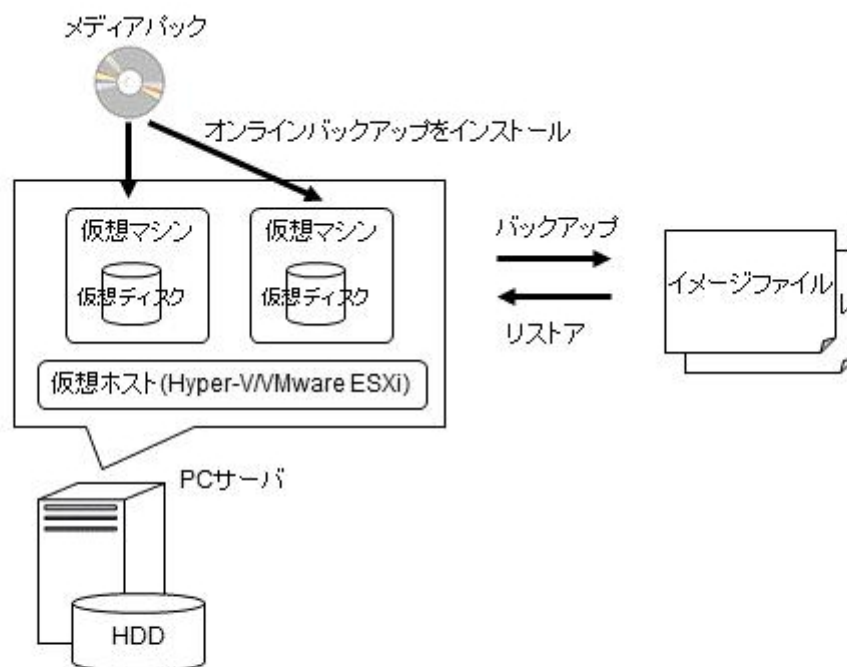 メディアパック
オンラインバックアップをインストール
仮想マシン
仮想ディスク
仮想マシン
仮想ディスク
仮想ホスト(Hyper-V/VMware ESXi)
バックアップ
リストア
イメージファイル
PCサーバ
HDD